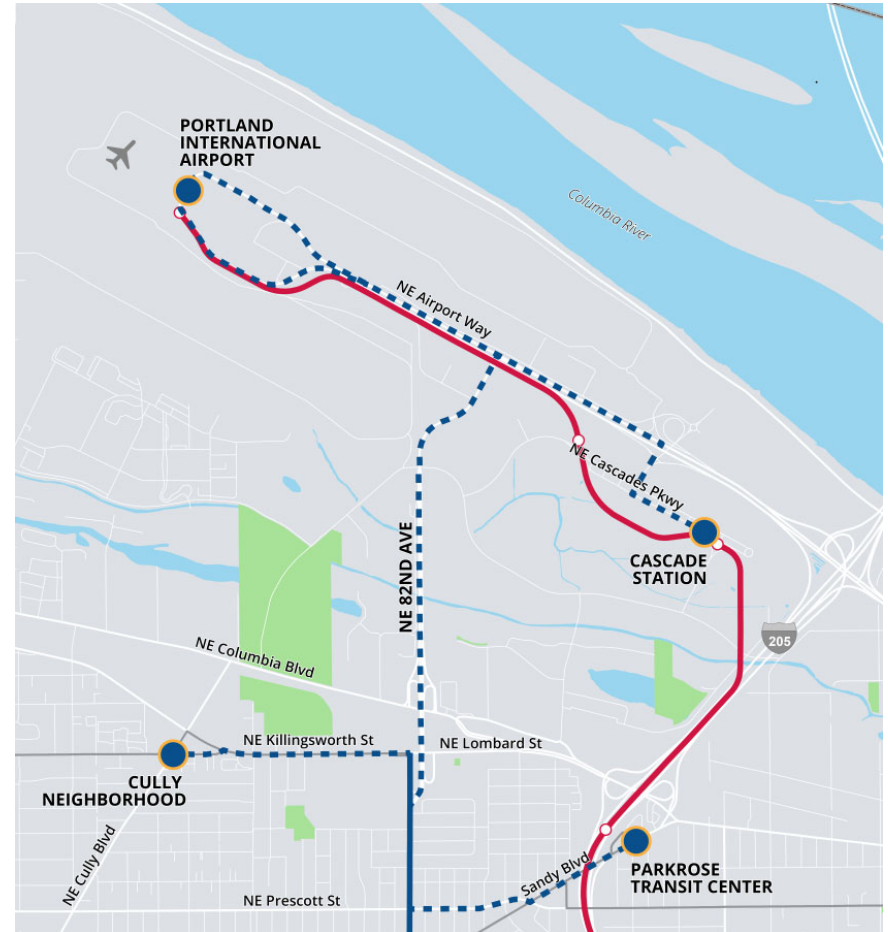 PORTLAND
INTERNATIONAL
AIRPORT
Columbia River
NE Airport Way
NE Cascades Pkwy
CASCADE
STATION
NE 82ND AVE
205
NE Columbia Blvd
NE Killingsworth St
NE Lombard St
CULLY
NEIGHBORHOOD
NE Cully Blvd
Sandy Blvd
PARKROSE
TRANSIT CENTER
NE Prescott St